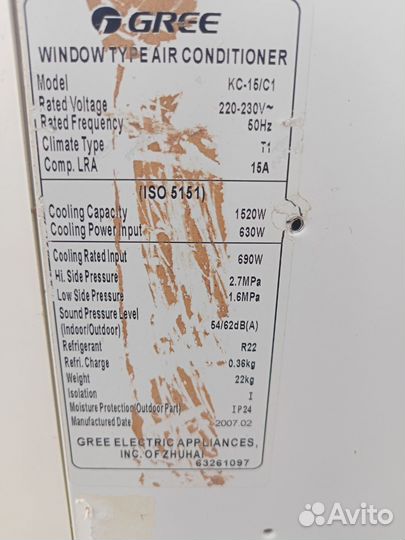 GREE
WINDOW TYPE AIR CONDITIONER
Model KC-15/C1
Rated Voltage 220-230V~
Rated Frequency 50Hz
Climate Type T1
Comp. LRA 15A
(ISO 5151)
Cooling Capacity 1520W
Cooling Power Input 630W
Cooling Rated Input 690W
Hi. Side Pressure 2.7MPa
Low Side Pressure 1.6MPa
Sound Pressure Level
(Indoor/Outdoor) 54/62dB(A)
Refrigerant R22
Refri. Charge 0.36kg
Weight 22kg
Isolation I
Moisture Protection(Outdoor Part) IP24
Manufactured Date 2007.02
GREE ELECTRIC APPLIANCES,
INC. OF ZHUHAI
63261097
Avito